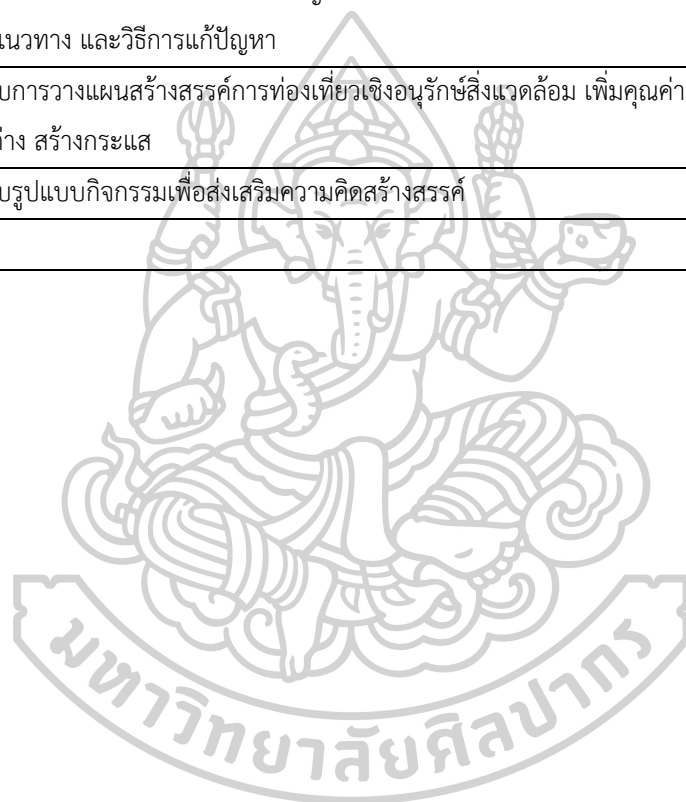 แนวทาง และวิธีการแก้ปัญหา
บการวางแผนสร้างสรรค์การท่องเที่ยวเชิงอนุรักษ์สิ่งแวดล้อม เพิ่มคุณค่า
ง สร้างกระแส
บรูปแบบกิจกรรมเพื่อส่งเสริมความคิดสร้างสรรค์
มหาวิทยาลัยศิลปากร